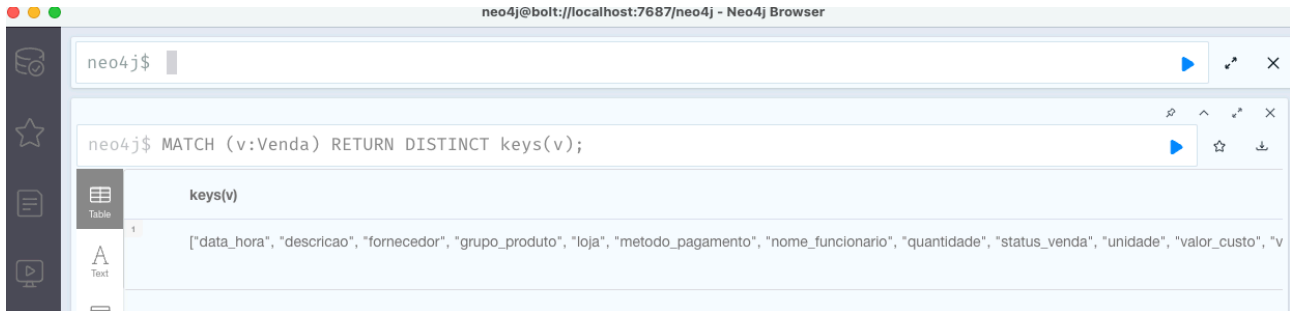 neo4j@bolt://localhost:7687/neo4j - Neo4j Browser
neo4j$
neo4j$ MATCH (v:Venda) RETURN DISTINCT keys(v);
Table
keys(v)
1
["data_hora", "descricao", "fornecedor", "grupo_produto", "loja", "metodo_pagamento", "nome_funcionario", "quantidade", "status_venda", "unidade", "valor_custo", "v
A
Text